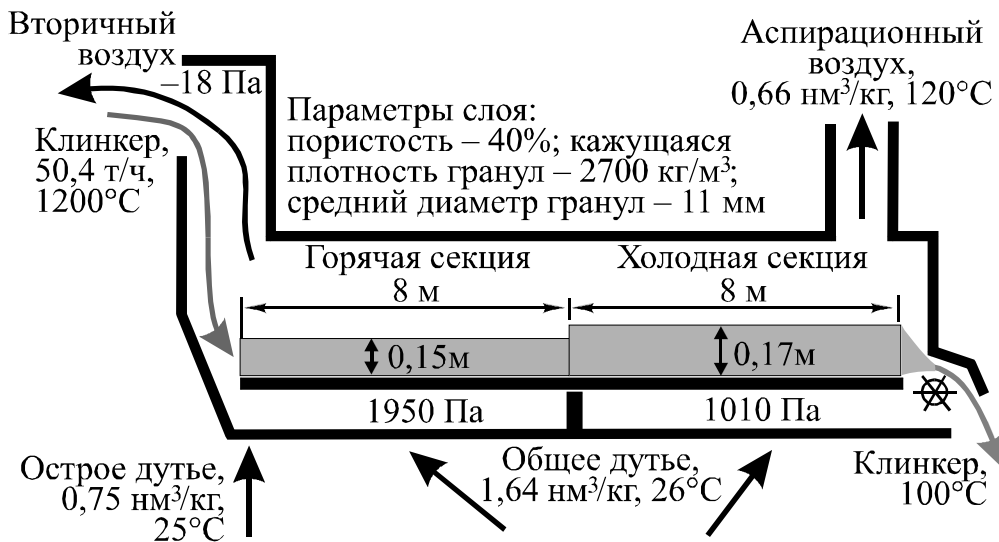 Вторичный
воздух
–18 Па
Аспирационный
воздух,
0,66 нм³/кг, 120°C
Клинкер,
50,4 т/ч,
1200°C
Параметры слоя:
пористость – 40%; кажущаяся
плотность гранул – 2700 кг/м³;
средний диаметр гранул – 11 мм
Горячая секция
8 м
Холодная секция
8 м
0,15м
0,17м
1950 Па
1010 Па
Острое дутье,
0,75 нм³/кг,
25°C
Общее дутье,
1,64 нм³/кг, 26°C
Клинкер,
100°C